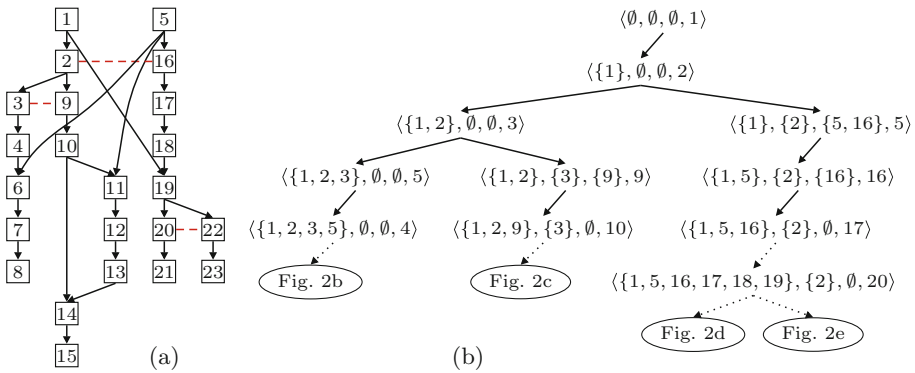 1 5
2 16
3 9 17
4 10 18
6 11 19
7 12 20 22
8 13 21 23
14
15
(a)
⟨∅, ∅, ∅, 1⟩
⟨{1}, ∅, ∅, 2⟩
⟨{1, 2}, ∅, ∅, 3⟩ ⟨{1}, {2}, {5, 16}, 5⟩
⟨{1, 2, 3}, ∅, ∅, 5⟩ ⟨{1, 2}, {3}, {9}, 9⟩ ⟨{1, 5}, {2}, {16}, 16⟩
⟨{1, 2, 3, 5}, ∅, ∅, 4⟩ ⟨{1, 2, 9}, {3}, ∅, 10⟩ ⟨{1, 5, 16}, {2}, ∅, 17⟩
Fig. 2b Fig. 2c ⟨{1, 5, 16, 17, 18, 19}, {2}, ∅, 20⟩
Fig. 2d Fig. 2e
(b)